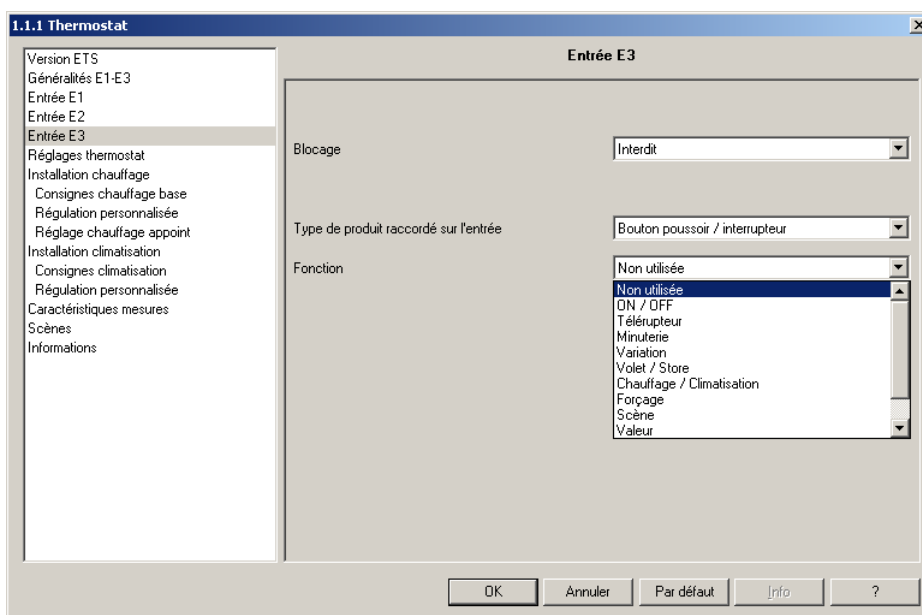 1.1.1 Thermostat
Version ETS
Généralités E1-E3
Entrée E1
Entrée E2
Entrée E3
Réglages thermostat
Installation chauffage
Consignes chauffage base
Régulation personnalisée
Réglage chauffage appoint
Installation climatisation
Consignes climatisation
Régulation personnalisée
Caractéristiques mesures
Scènes
Informations
Entrée E3
Blocage
Interdit
Type de produit raccordé sur l'entrée
Bouton poussoir / interrupteur
Fonction
Non utilisée
Non utilisée
ON / OFF
Télérupteur
Minuterie
Variation
Volet / Store
Chauffage / Climatisation
Forçage
Scène
Valeur
OK
Annuler
Par défaut
Info
?